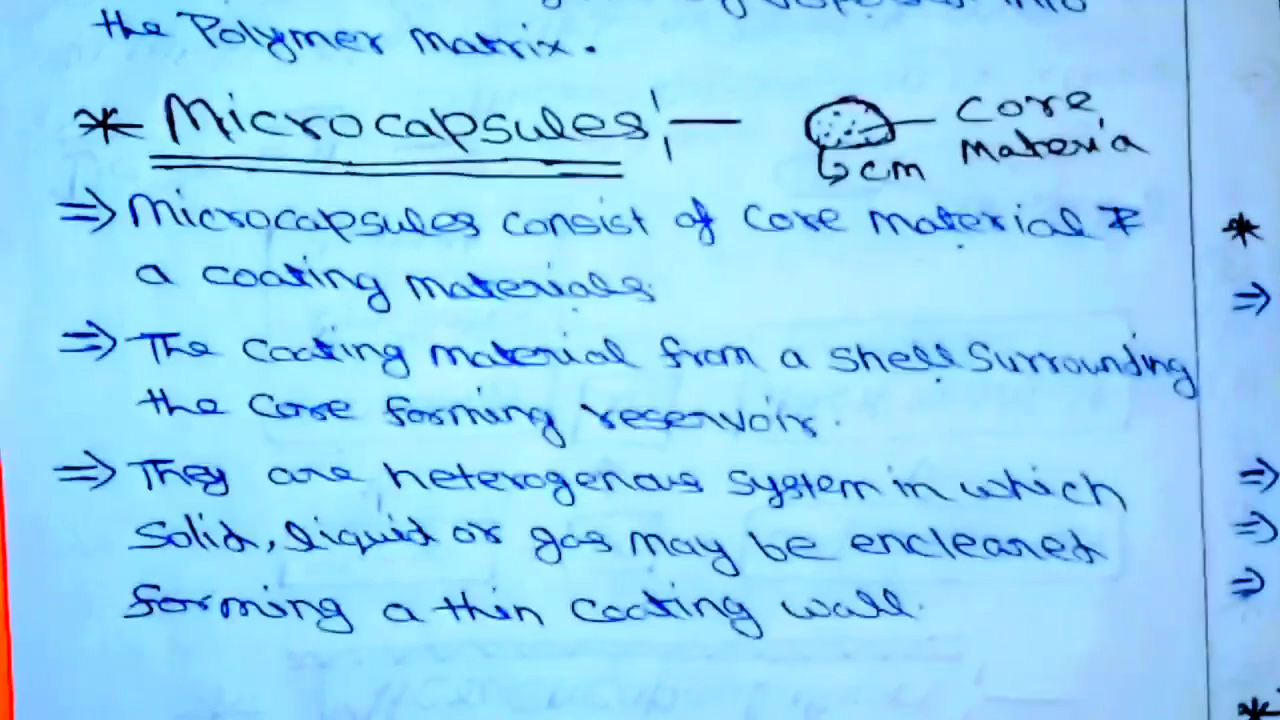 the Polymer matrix.
* Microcapsules :—
Core
Materia
cm
⇒ Microcapsules consist of core material &
a coating materials.
⇒ The coating material from a shell surrounding
the core forming reservoir.
⇒ They are heterogenous system in which
solid, liquid or gas may be
forming a thin coating wall.
*
⇒
⇒
⇒
⇒
*